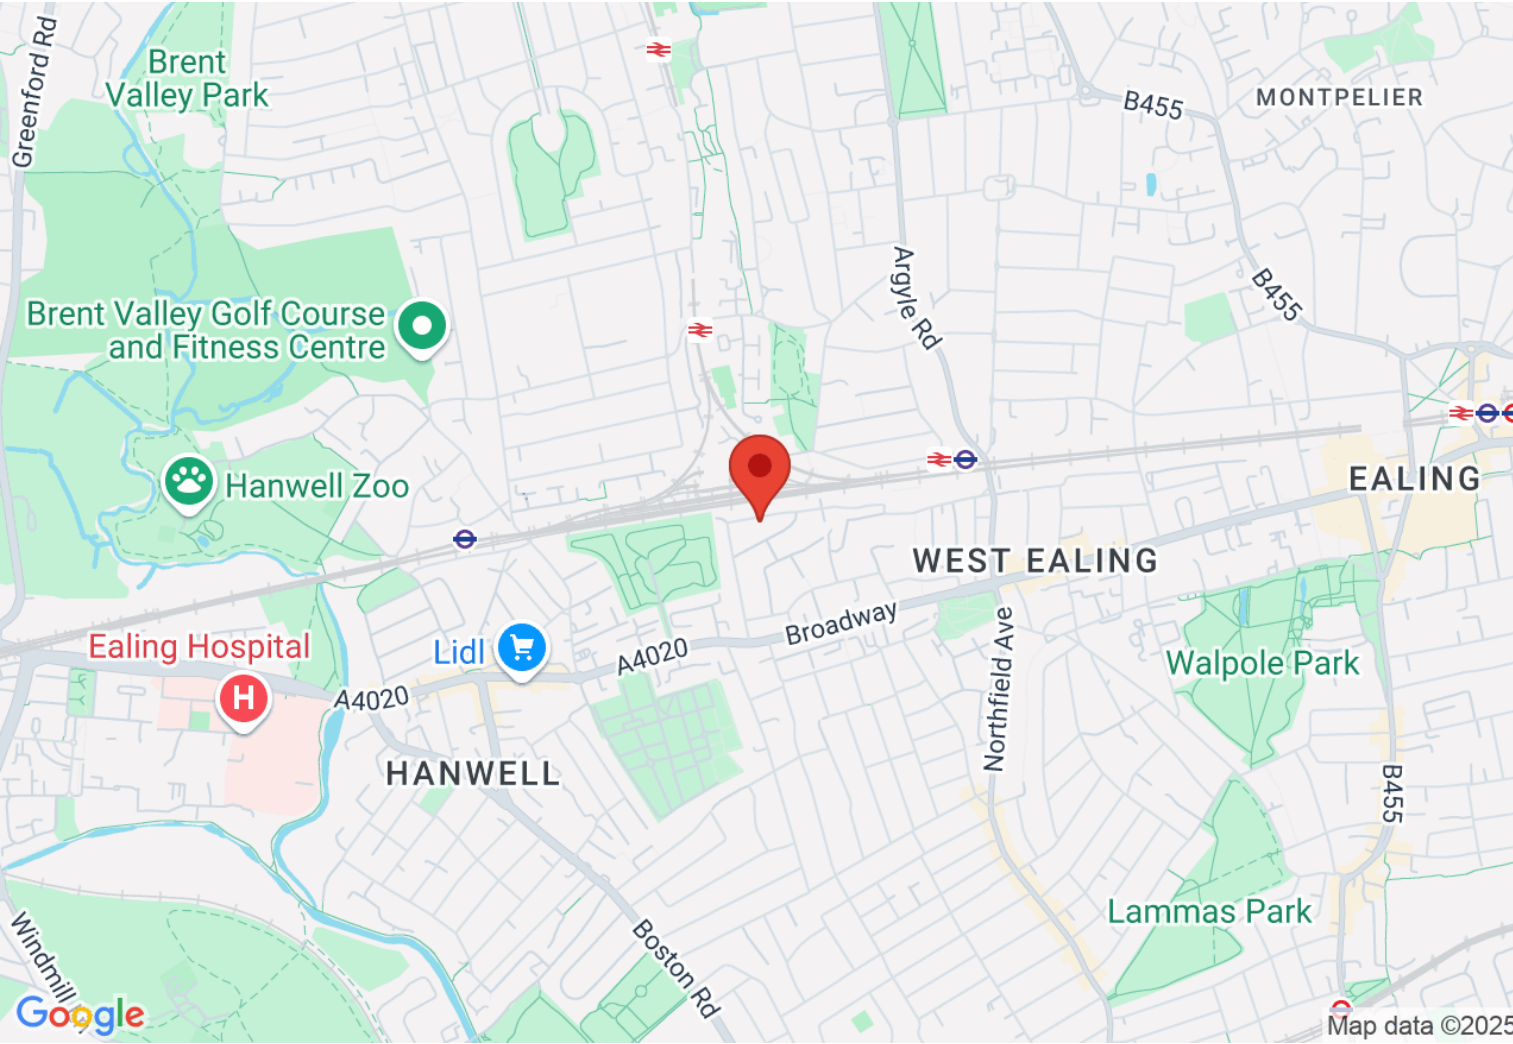 Greenford Rd
Brent
Valley Park
B455
MONTPELIER
Argyle Rd
B455
Brent Valley Golf Course
and Fitness Centre
Hanwell Zoo
EALING
WEST EALING
Broadway
A4020
Ealing Hospital
H
Lidl
A4020
Northfield Ave
Walpole Park
HANWELL
B455
Lammas Park
Boston Rd
Windmill
Google
Map data ©2025